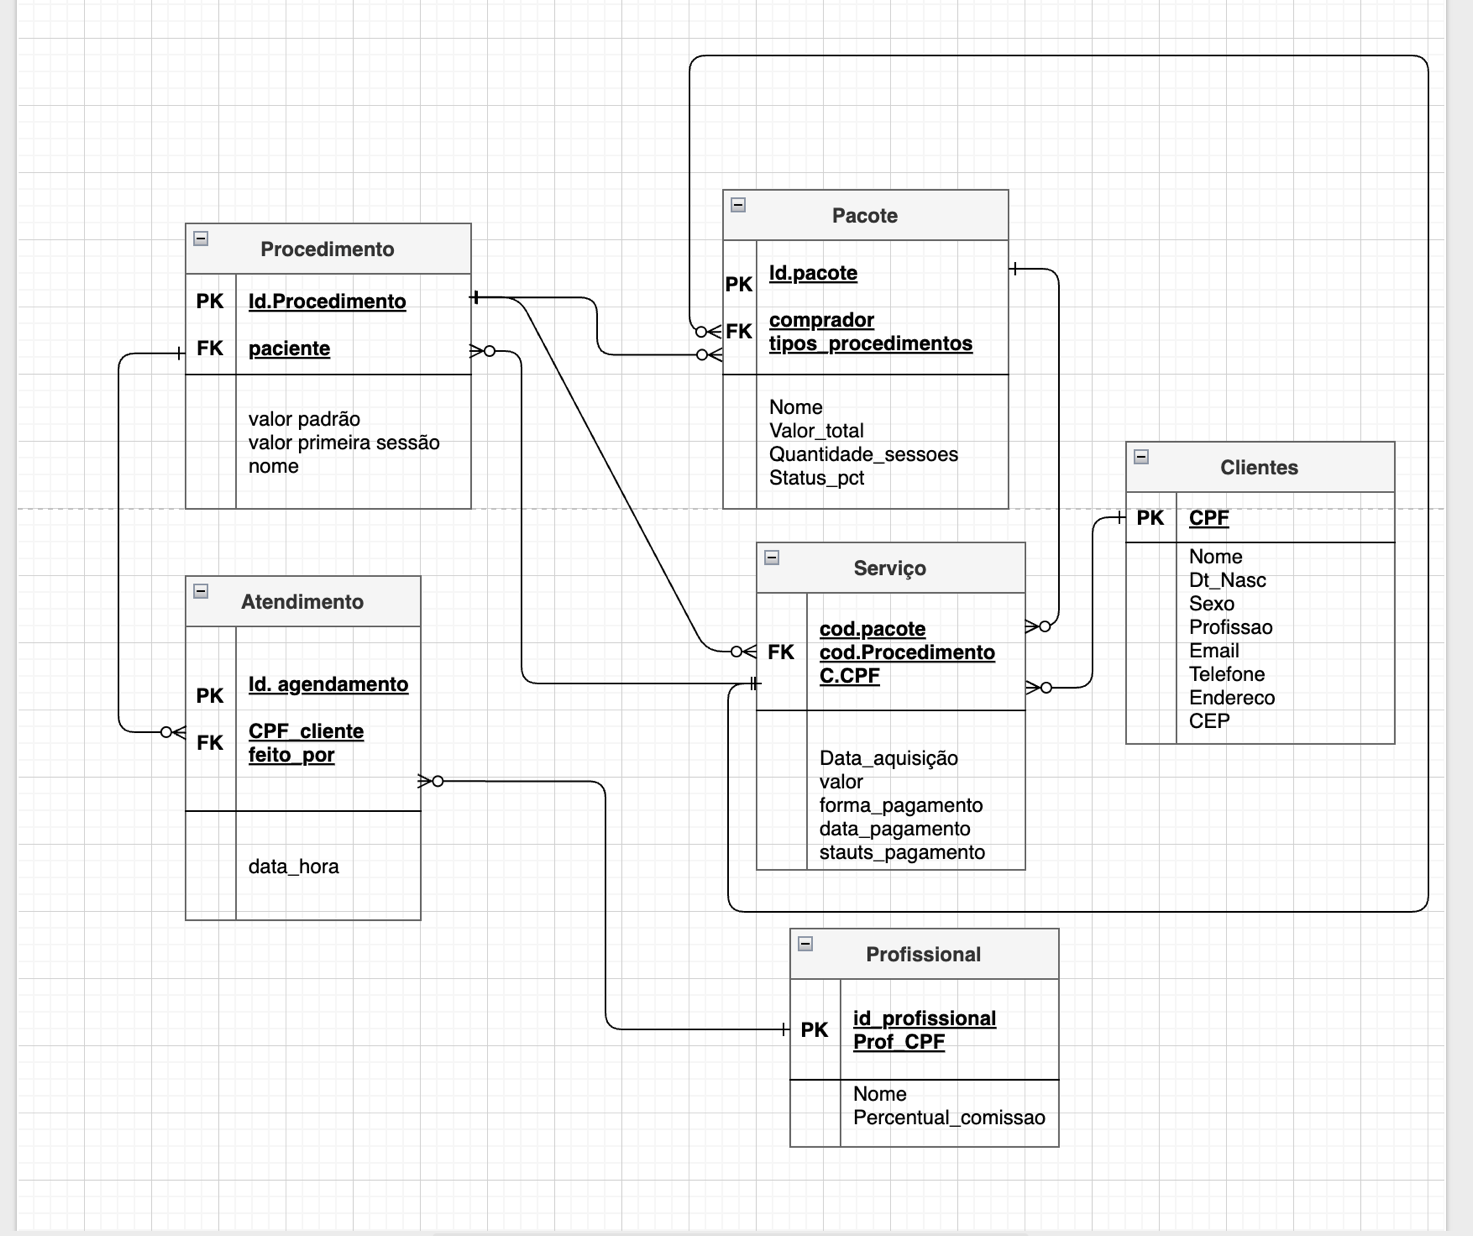 Procedimento
PK Id.Procedimento
FK paciente
valor padrão
valor primeira sessão
nome
Pacote
PK Id.pacote
FK comprador
tipos_procedimentos
Nome
Valor_total
Quantidade_sessoes
Status_pct
Clientes
PK CPF
Nome
Dt_Nasc
Sexo
Profissao
Email
Telefone
Endereco
CEP
Atendimento
PK Id. agendamento
FK CPF_cliente
feito_por
data_hora
Serviço
cod.pacote
FK cod.Procedimento
C.CPF
Data_aquisição
valor
forma_pagamento
data_pagamento
stauts_pagamento
Profissional
PK id_profissional
Prof_CPF
Nome
Percentual_comissao